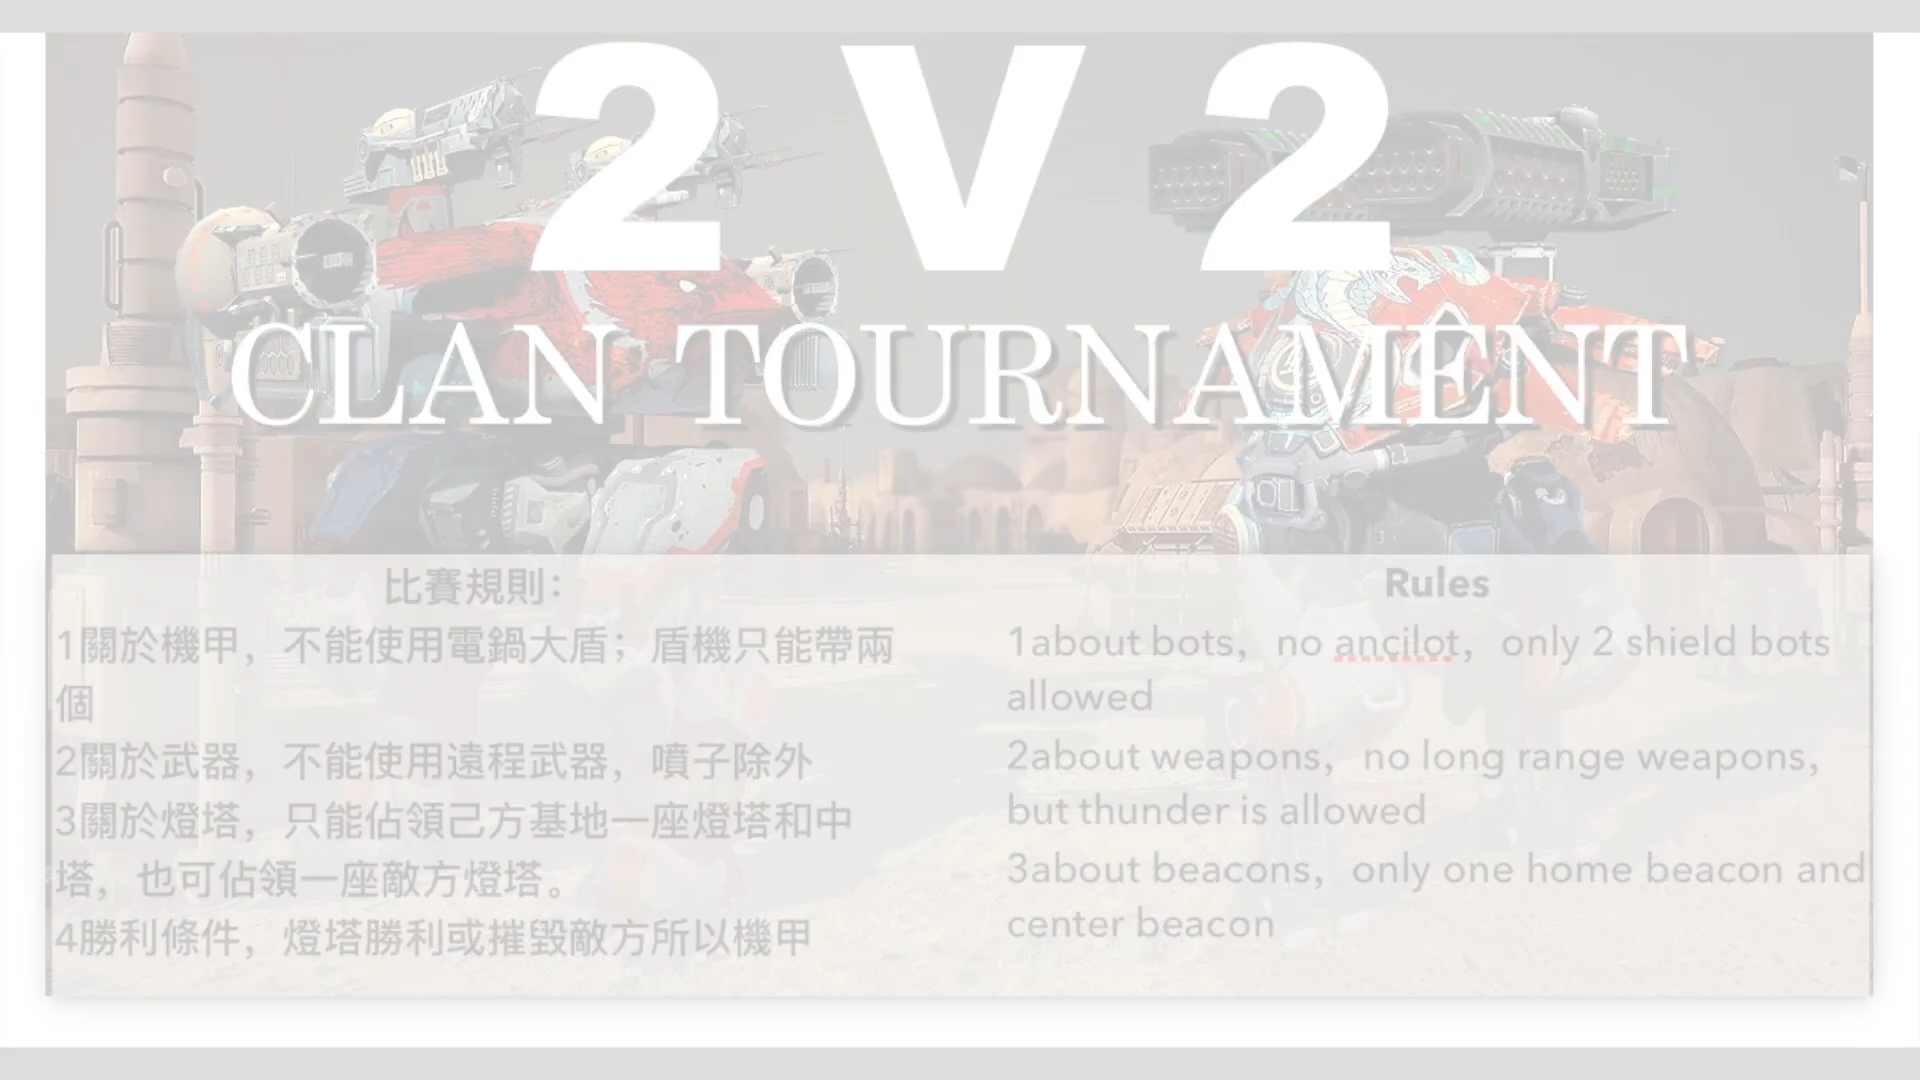 2 V 2
CLAN TOURNAMENT
比賽規則：
1關於機甲，不能使用電鍋大盾；盾機只能帶兩
個
2關於武器，不能使用遠程武器，噴子除外
3關於燈塔，只能佔領己方基地一座燈塔和中
塔，也可佔領一座敵方燈塔。
4勝利條件，燈塔勝利或摧毀敵方所以機甲
Rules
1about bots，no ancilot，only 2 shield bots
allowed
2about weapons，no long range weapons，
but thunder is allowed
3about beacons，only one home beacon and
center beacon